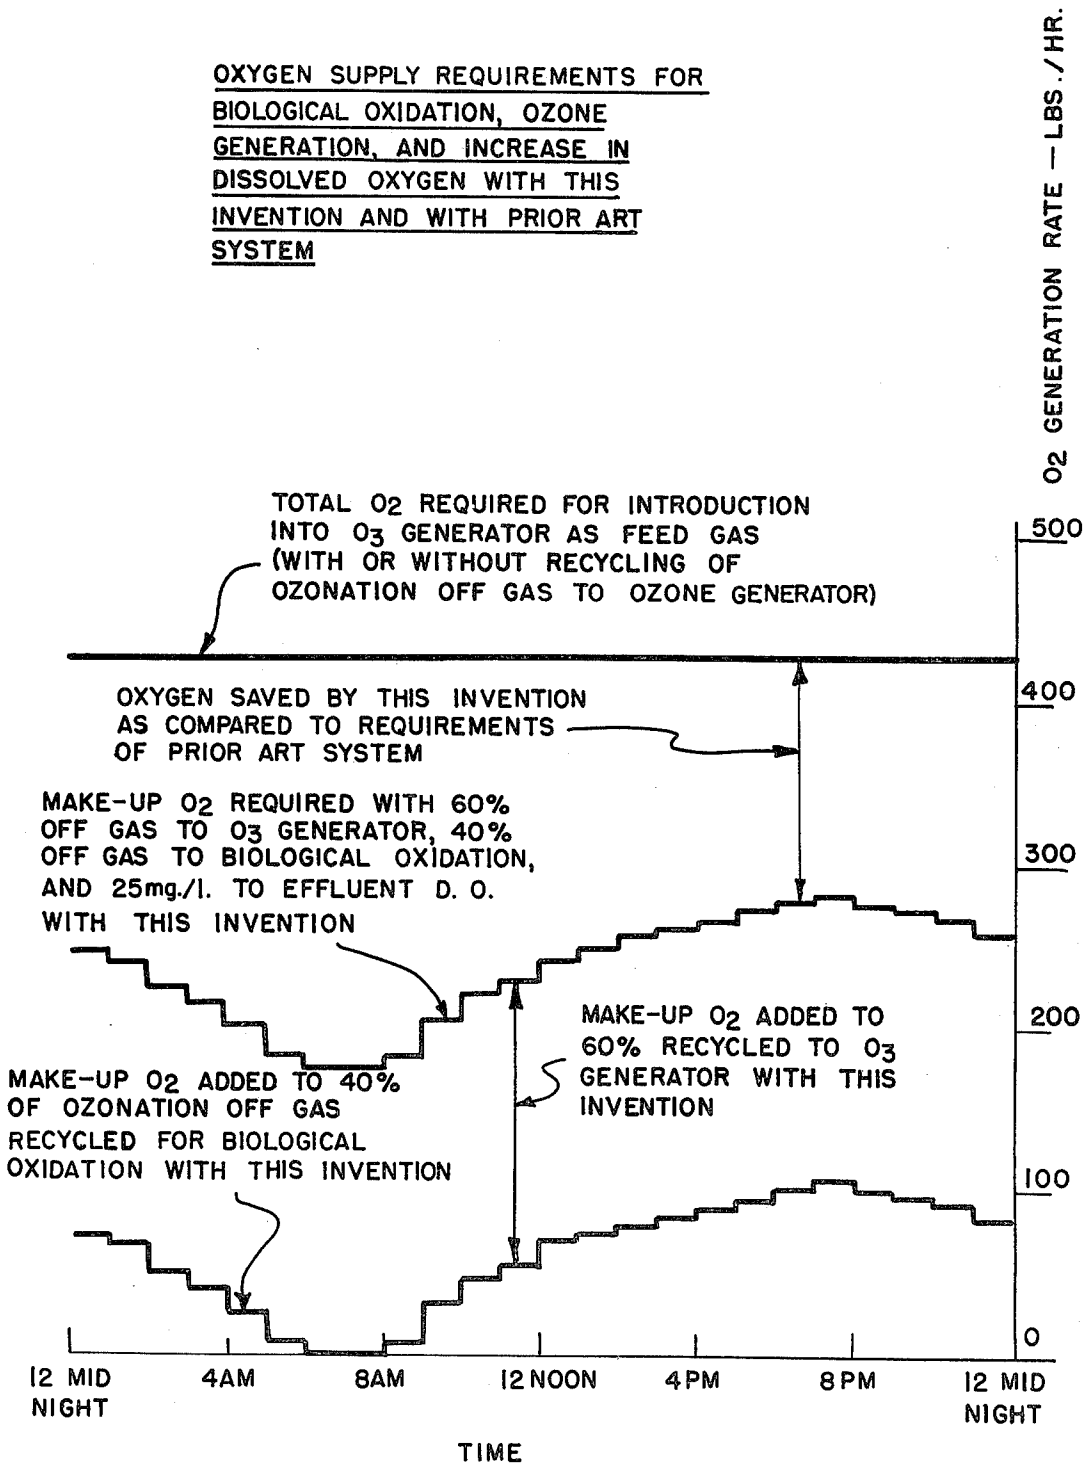 OXYGEN SUPPLY REQUIREMENTS FOR
BIOLOGICAL OXIDATION, OZONE
GENERATION, AND INCREASE IN
DISSOLVED OXYGEN WITH THIS
INVENTION AND WITH PRIOR ART
SYSTEM
O2 GENERATION RATE — LBS./HR.
TOTAL O2 REQUIRED FOR INTRODUCTION
INTO O3 GENERATOR AS FEED GAS
(WITH OR WITHOUT RECYCLING OF
OZONATION OFF GAS TO OZONE GENERATOR)
500
400
300
200
100
0
OXYGEN SAVED BY THIS INVENTION
AS COMPARED TO REQUIREMENTS
OF PRIOR ART SYSTEM
MAKE-UP O2 REQUIRED WITH 60%
OFF GAS TO O3 GENERATOR, 40%
OFF GAS TO BIOLOGICAL OXIDATION,
AND 25mg./l. TO EFFLUENT D. O.
WITH THIS INVENTION
MAKE-UP O2 ADDED TO
60% RECYCLED TO O3
GENERATOR WITH THIS
INVENTION
MAKE-UP O2 ADDED TO 40%
OF OZONATION OFF GAS
RECYCLED FOR BIOLOGICAL
OXIDATION WITH THIS INVENTION
12 MID
NIGHT
4AM
8AM
12 NOON
4PM
8PM
12 MID
NIGHT
TIME